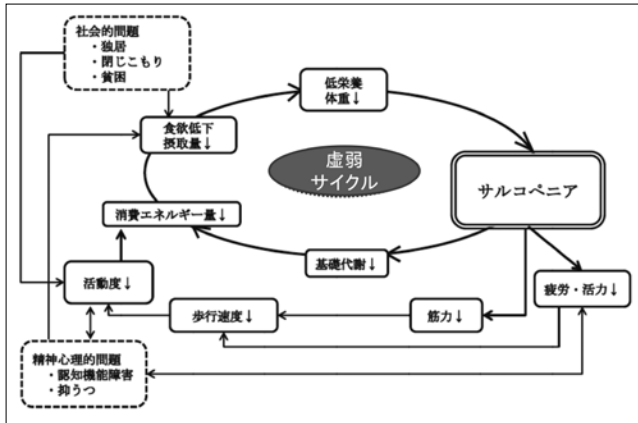 社会的問題
・独居
・閉じこもり
・貧困
低栄養
体重↓
食欲低下
摂取量↓
虚弱
サイクル
サルコペニア
消費エネルギー量↓
基礎代謝↓
活動度↓
疲労・活力↓
歩行速度↓
筋力↓
精神心理的問題
・認知機能障害
・抑うつ